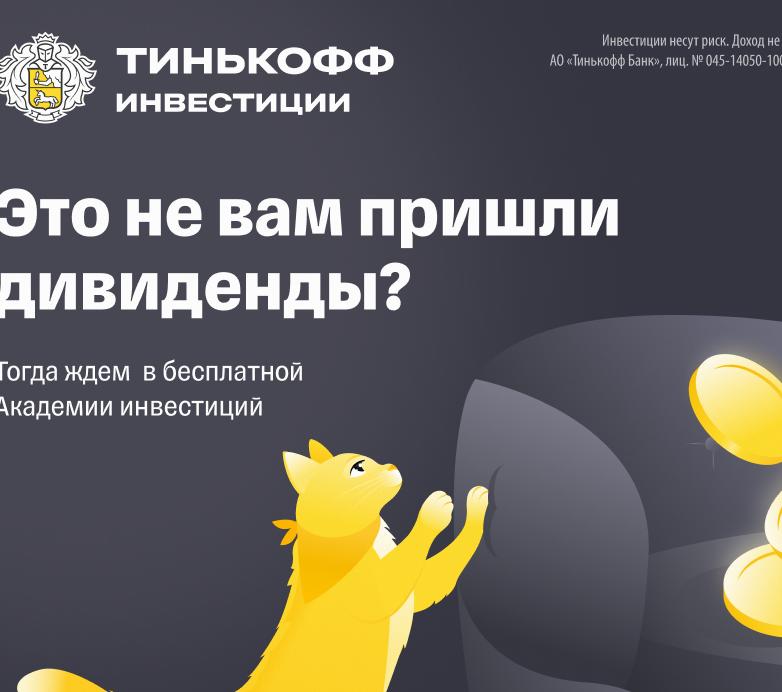 ТИНЬКОФФ
ИНВЕСТИЦИИ
Инвестиции несут риск. Доход не
АО «Тинькофф Банк», лиц. № 045-14050-100
Это не вам пришли
дивиденды?
Тогда ждем в бесплатной
Академии инвестиций